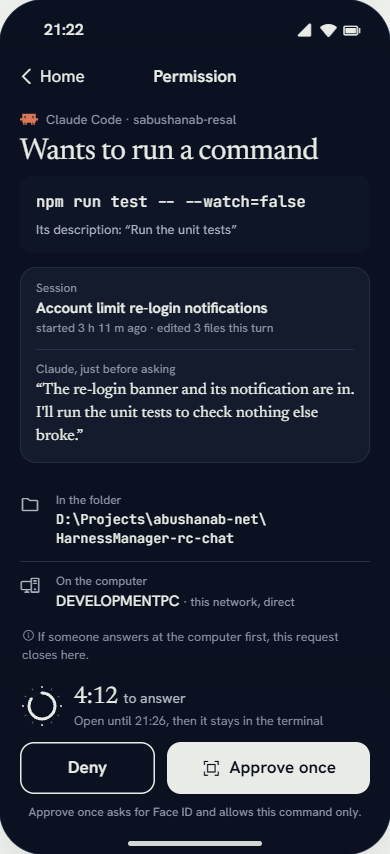 21:22
Home
Permission
Claude Code · sabushanab-resal
Wants to run a command
npm run test -- --watch=false
Its description: “Run the unit tests”
Session
Account limit re-login notifications
started 3 h 11 m ago · edited 3 files this turn
Claude, just before asking
“The re-login banner and its notification are in.
I'll run the unit tests to check nothing else
broke.”
In the folder
D:\Projects\abushanab-net\
HarnessManager-rc-chat
On the computer
DEVELOPMENTPC · this network, direct
If someone answers at the computer first, this request
closes here.
4:12 to answer
Open until 21:26, then it stays in the terminal
Deny
Approve once
Approve once asks for Face ID and allows this command only.